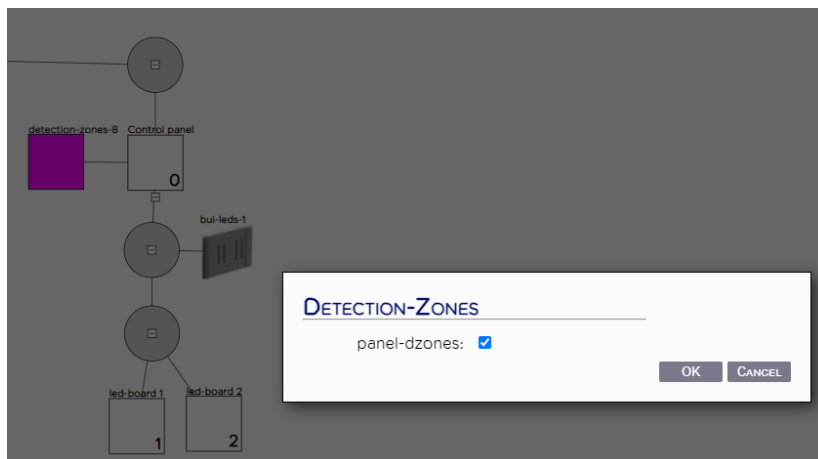 detection-zones-8 Control panel
0
bui-leds-1
Detection-Zones
panel-dzones:
OK Cancel
led-board 1 led-board 2
1 2